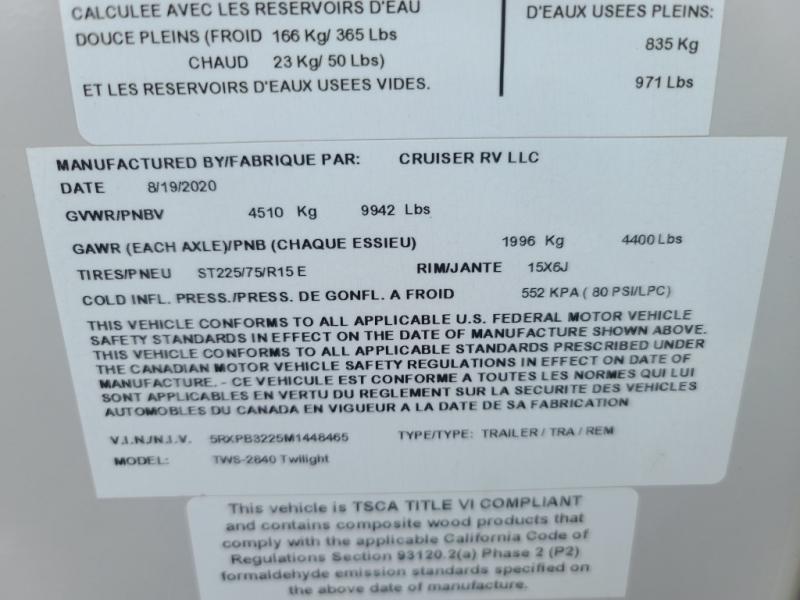 CALCULEE AVEC LES RESERVOIRS D'EAU
DOUCE PLEINS (FROID 166 Kg/ 365 Lbs
CHAUD 23 Kg/ 50 Lbs)
ET LES RESERVOIRS D'EAUX USEES VIDES.
D'EAUX USEES PLEINS:
835 Kg
971 Lbs
MANUFACTURED BY/FABRIQUE PAR: CRUISER RV LLC
DATE 8/19/2020
GVWR/PNBV 4510 Kg 9942 Lbs
GAWR (EACH AXLE)/PNB (CHAQUE ESSIEU) 1996 Kg 4400 Lbs
TIRES/PNEU ST225/75/R15 E RIM/JANTE 15X6J
COLD INFL. PRESS./PRESS. DE GONFL. A FROID 552 KPA ( 80 PSI/LPC)
THIS VEHICLE CONFORMS TO ALL APPLICABLE U.S. FEDERAL MOTOR VEHICLE
SAFETY STANDARDS IN EFFECT ON THE DATE OF MANUFACTURE SHOWN ABOVE.
THIS VEHICLE CONFORMS TO ALL APPLICABLE STANDARDS PRESCRIBED UNDER
THE CANADIAN MOTOR VEHICLE SAFETY REGULATIONS IN EFFECT ON DATE OF
MANUFACTURE. - CE VEHICULE EST CONFORME A TOUTES LES NORMES QUI LUI
SONT APPLICABLES EN VERTU DU REGLEMENT SUR LA SECURITE DES VEHICLES
AUTOMOBILES DU CANADA EN VIGUEUR A LA DATE DE SA FABRICATION
V.I.N./N.I.V. 5RXPB3225M1448465 TYPE/TYPE: TRAILER / TRA / REM
MODEL: TWS-2640 Twilight
This vehicle is TSCA TITLE VI COMPLIANT
and contains composite wood products that
comply with the applicable California Code of
Regulations Section 93120.2(a) Phase 2 (P2)
formaldehyde emission standards specified on
the above date of manufacture.